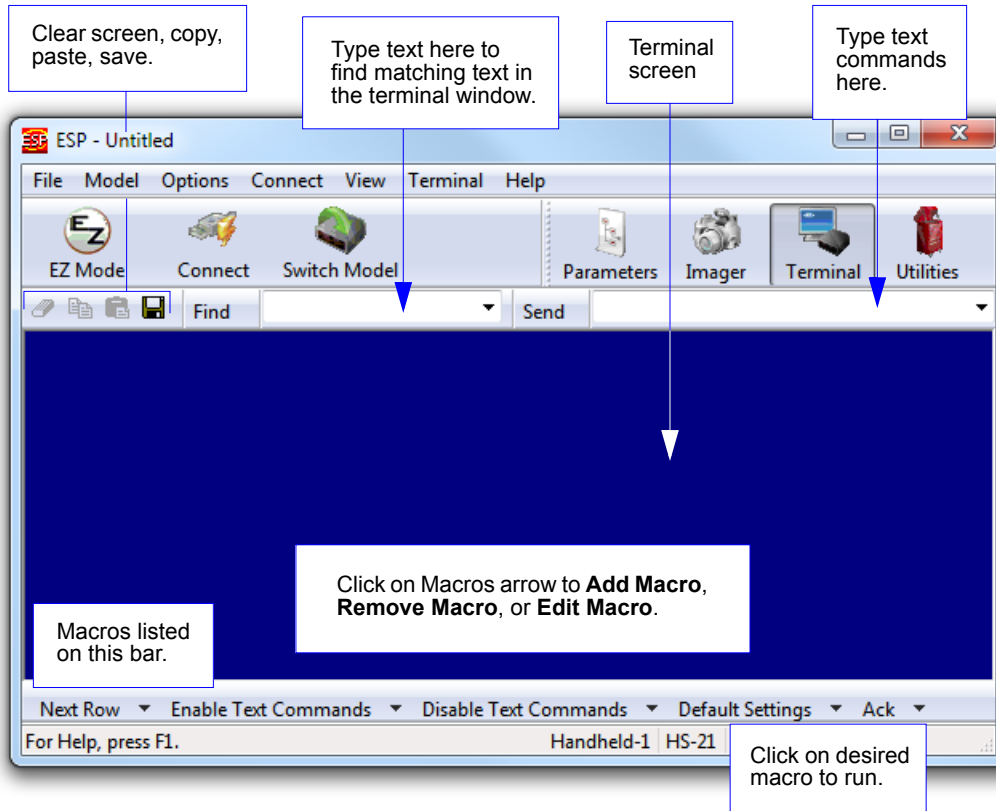 Clear screen, copy,
paste, save.
Type text here to
find matching text in
the terminal window.
Terminal
screen
Type text
commands
here.
ESP
ESP - Untitled
File Model Options Connect View Terminal Help
EZ
EZ Mode Connect Switch Model Parameters Imager Terminal Utilities
Find Send
Click on Macros arrow to Add Macro,
Remove Macro, or Edit Macro.
Macros listed
on this bar.
Next Row Enable Text Commands Disable Text Commands Default Settings Ack
For Help, press F1. Handheld-1 HS-21
Click on desired
macro to run.